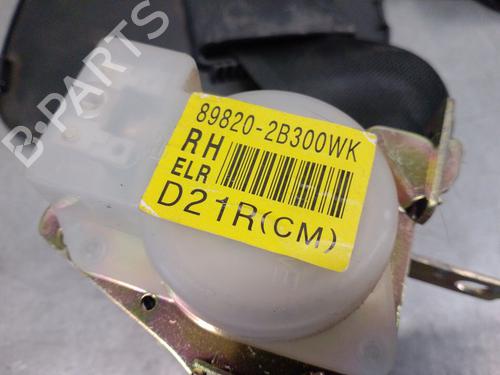 B-PARTS
89820-2B300WK
RH
ELR
D21R(CM)